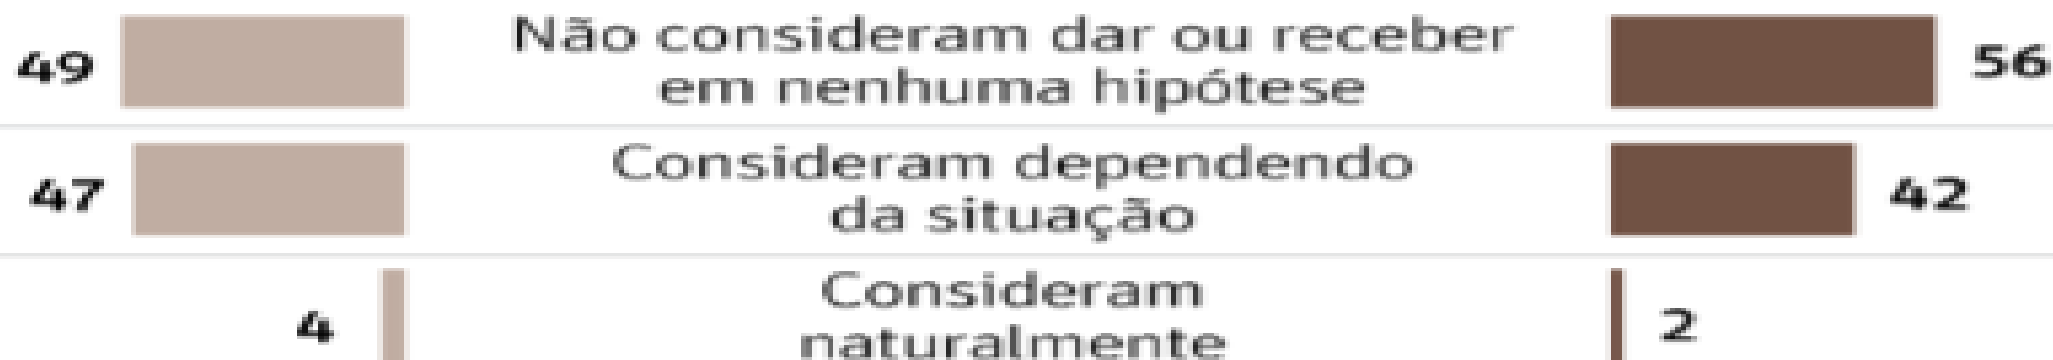 49 Não consideram dar ou receber 56
em nenhuma hipótese
47 Consideram dependendo 42
da situação
4 Consideram 2
naturalmente